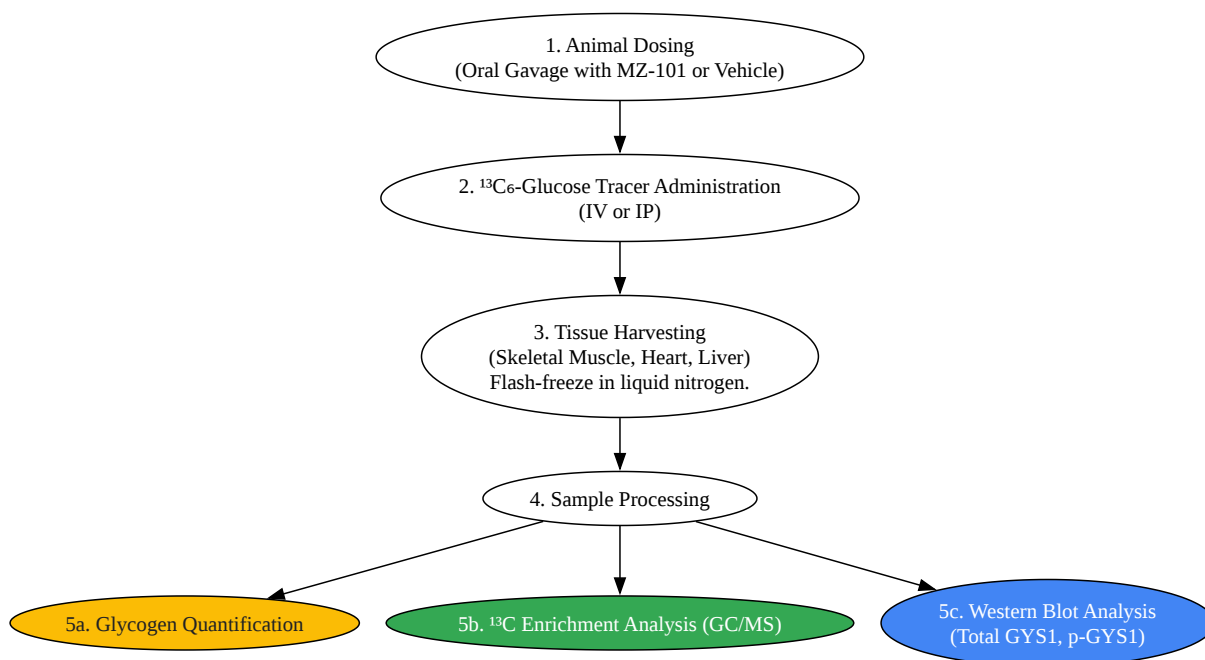 1. Animal Dosing
(Oral Gavage with MZ-101 or Vehicle)
2. ¹³C₆-Glucose Tracer Administration
(IV or IP)
3. Tissue Harvesting
(Skeletal Muscle, Heart, Liver)
Flash-freeze in liquid nitrogen.
4. Sample Processing
5a. Glycogen Quantification
5b. ¹³C Enrichment Analysis (GC/MS)
5c. Western Blot Analysis
(Total GYS1, p-GYS1)